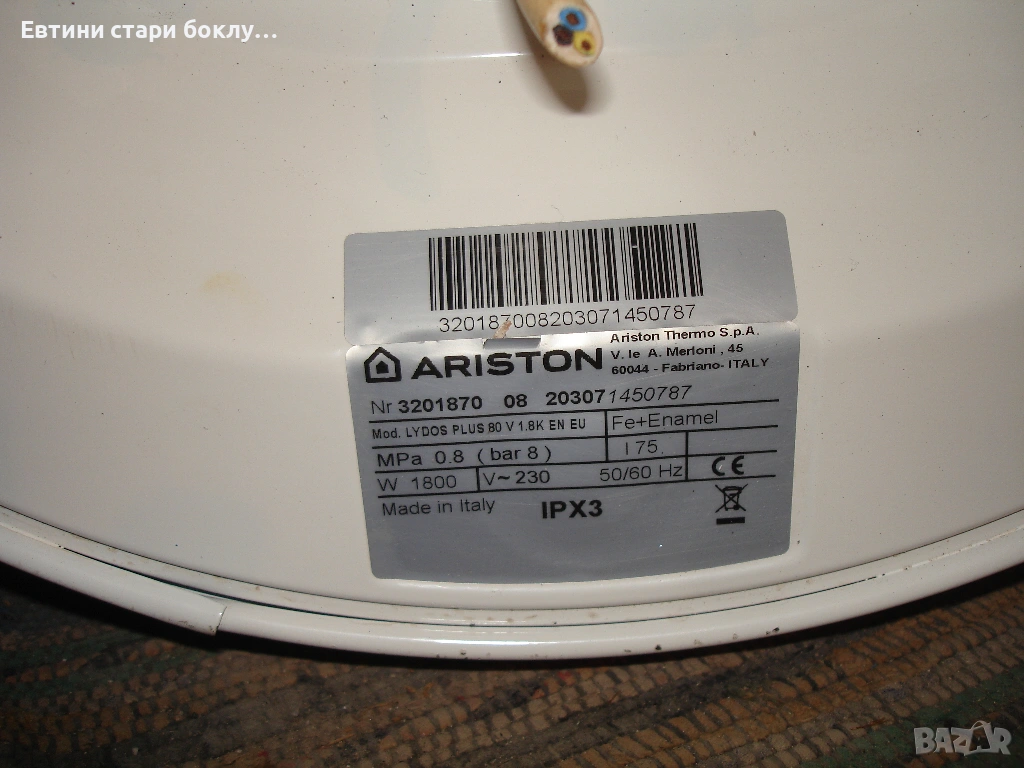 Евтини стари боклу...
320187008203071450787
ARISTON
Ariston Thermo S.p.A.
V. le A. Merloni , 45
60044 - Fabriano- ITALY
Nr 3201870 08 203071450787
Mod. LYDOS PLUS 80 V 1.8K EN EU
Fe+Enamel
MPa 0.8 ( bar 8 )
l 75.
W 1800
V~ 230
50/60 Hz
CE
Made in Italy
IPX3
BAZAR